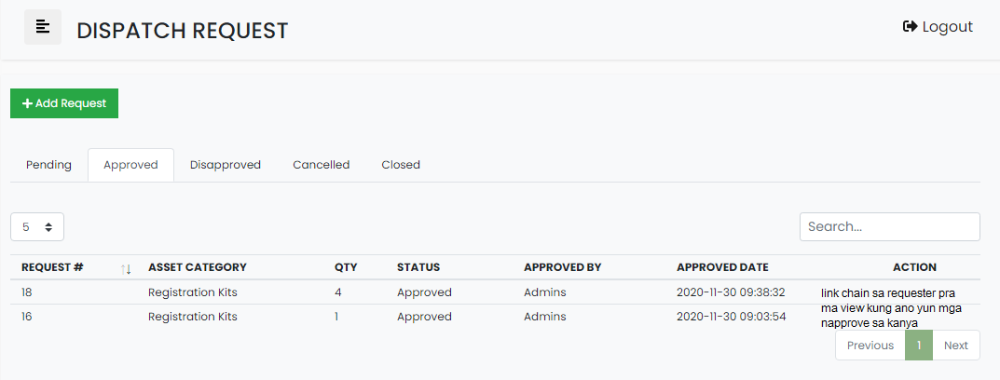 DISPATCH REQUEST
Logout
Add Request
Pending Approved Disapproved Cancelled Closed
5
Search...
REQUEST # ASSET CATEGORY QTY STATUS APPROVED BY APPROVED DATE ACTION
18 Registration Kits 4 Approved Admins 2020-11-30 09:38:32
16 Registration Kits 1 Approved Admins 2020-11-30 09:03:54
link chain sa requester pra
ma view kung ano yun mga
napprove sa kanya
Previous 1 Next